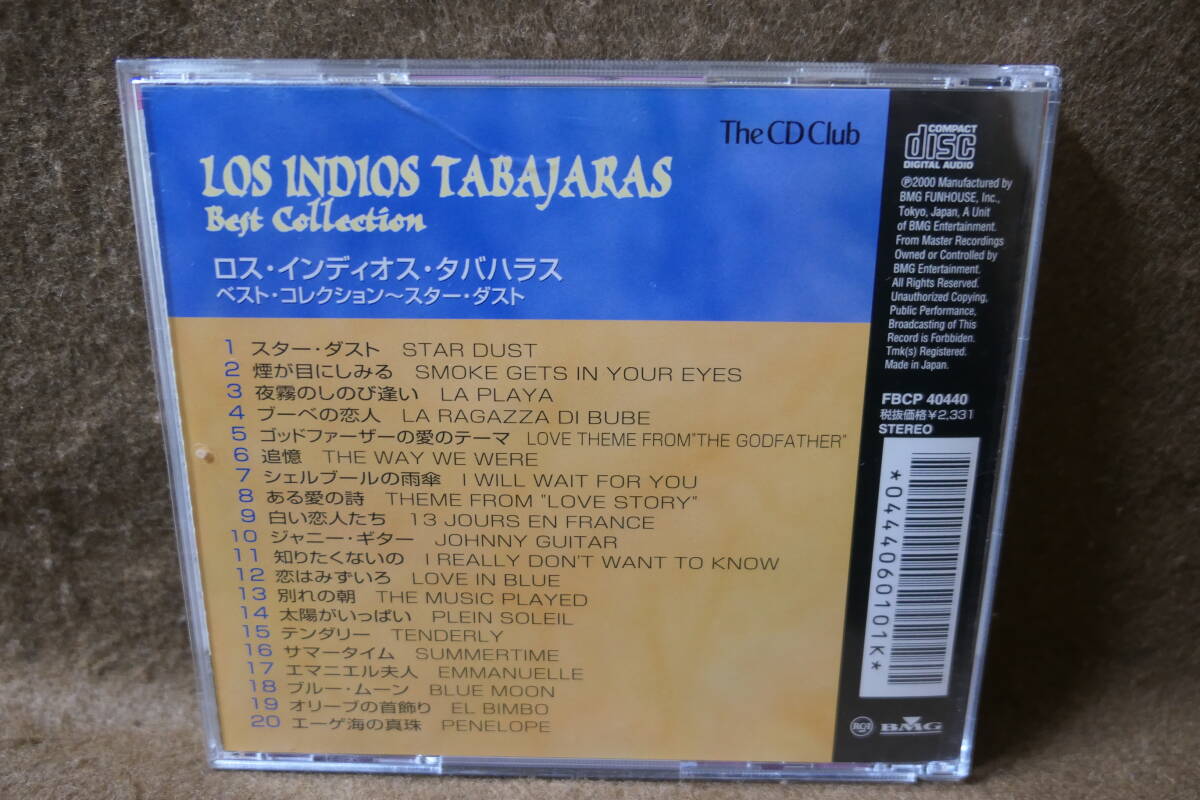 The CD Club
LOS INDIOS TABAJARAS
Best Collection
ロス・インディオス・タバハラス
ベスト・コレクション〜スター・ダスト
1 スター・ダスト STAR DUST
2 煙が目にしみる SMOKE GETS IN YOUR EYES
3 夜霧のしのび逢い LA PLAYA
4 ブーベの恋人 LA RAGAZZA DI BUBE
5 ゴッドファーザーの愛のテーマ LOVE THEME FROM"THE GODFATHER"
6 追憶 THE WAY WE WERE
7 シェルブールの雨傘 I WILL WAIT FOR YOU
8 ある愛の詩 THEME FROM "LOVE STORY"
9 白い恋人たち 13 JOURS EN FRANCE
10 ジャニー・ギター JOHNNY GUITAR
11 知りたくないの I REALLY DON'T WANT TO KNOW
12 恋はみずいろ LOVE IN BLUE
13 別れの朝 THE MUSIC PLAYED
14 太陽がいっぱい PLEIN SOLEIL
15 テンダリー TENDERLY
16 サマータイム SUMMERTIME
17 エマニエル夫人 EMMANUELLE
18 ブルー・ムーン BLUE MOON
19 オリーブの首飾り EL BIMBO
20 エーゲ海の真珠 PENELOPE
COMPACT
disc
DIGITAL AUDIO
℗2000 Manufactured by
BMG FUNHOUSE, Inc.,
Tokyo, Japan, A Unit
of BMG Entertainment.
From Master Recordings
Owned or Controlled by
BMG Entertainment.
All Rights Reserved.
Unauthorized Copying,
Public Performance,
Broadcasting of This
Record is Forbbiden.
Tmk(s) Registered.
Made in Japan.
FBCP 40440
税抜価格¥2,331
STEREO
*0444060101K*
RCA BMG